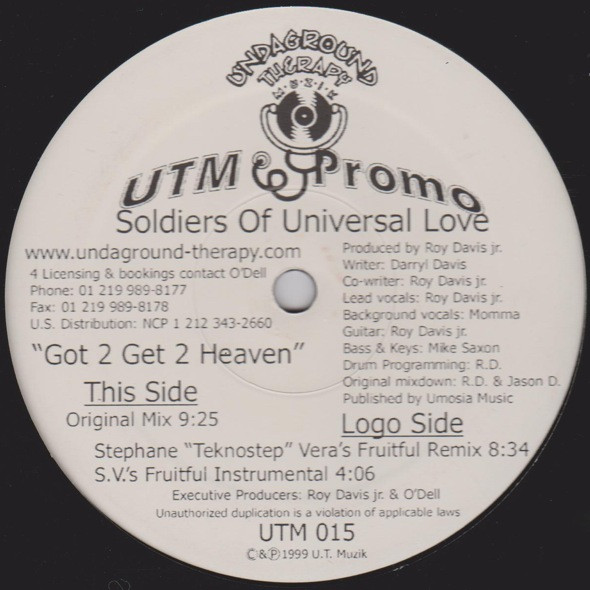 UNDAGROUND
THERAPY
MUZIK
UTM Promo
Soldiers Of Universal Love
www.undaground-therapy.com
4 Licensing & bookings contact O'Dell
Phone: 01 219 989-8177
Fax: 01 219 989-8178
U.S. Distribution: NCP 1 212 343-2660
Produced by Roy Davis jr.
Writer: Darryl Davis
Co-writer: Roy Davis jr.
Lead vocals: Roy Davis jr.
Background vocals: Momma
Guitar: Roy Davis jr.
Bass & Keys: Mike Saxon
Drum Programming: R.D.
Original mixdown: R.D. & Jason D.
Published by Umosia Music
"Got 2 Get 2 Heaven"
This Side
Original Mix 9:25
Logo Side
Stephane "Teknostep" Vera's Fruitful Remix 8:34
S.V.'s Fruitful Instrumental 4:06
Executive Producers: Roy Davis jr. & O'Dell
Unauthorized duplication is a violation of applicable laws
UTM 015
©&℗1999 U.T. Muzik